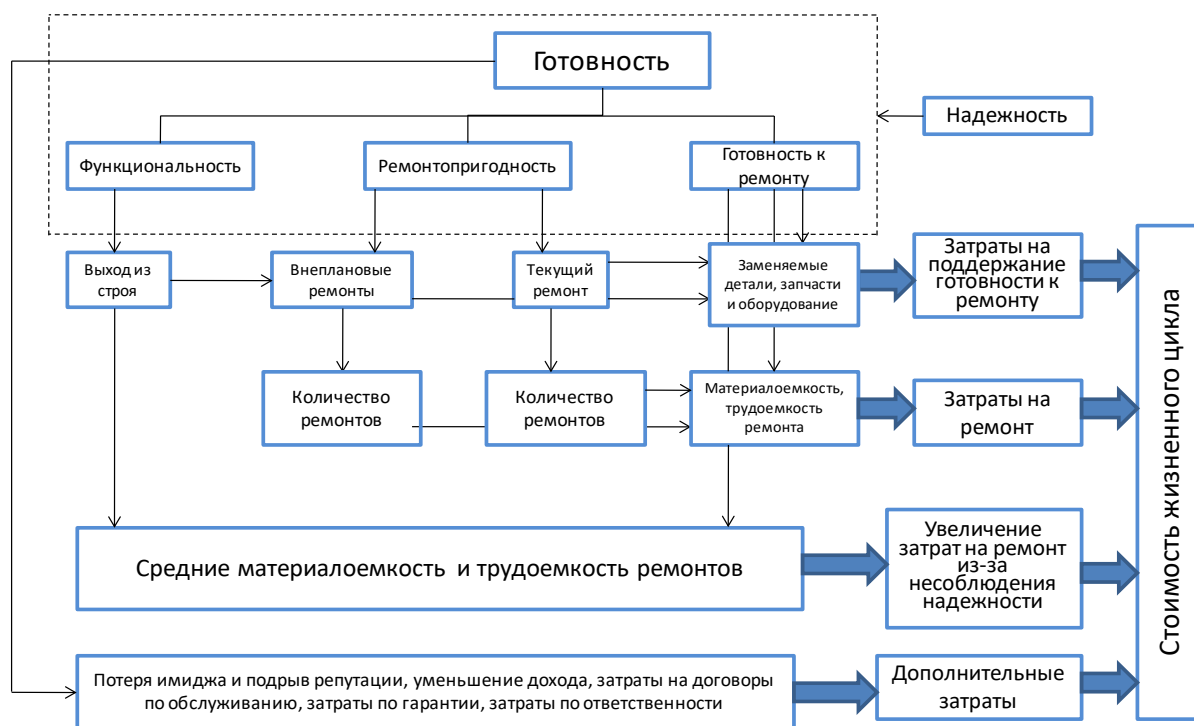 Готовность
Надежность
Функциональность
Ремонтопригодность
Готовность к
ремонту
Выход из
строя
Внеплановые
ремонты
Текущий
ремонт
Заменяемые
детали, запчасти
и оборудование
Затраты на
поддержание
готовности к
ремонту
Количество
ремонтов
Количество
ремонтов
Материалоемкость,
трудоемкость
ремонта
Затраты на
ремонт
Средние материалоемкость и трудоемкость ремонтов
Увеличение
затрат на ремонт
из-за
несоблюдения
надежности
Потеря имиджа и подрыв репутации, уменьшение дохода, затраты на договоры
по обслуживанию, затраты по гарантии, затраты по ответственности
Дополнительные
затраты
Стоимость жизненного цикла